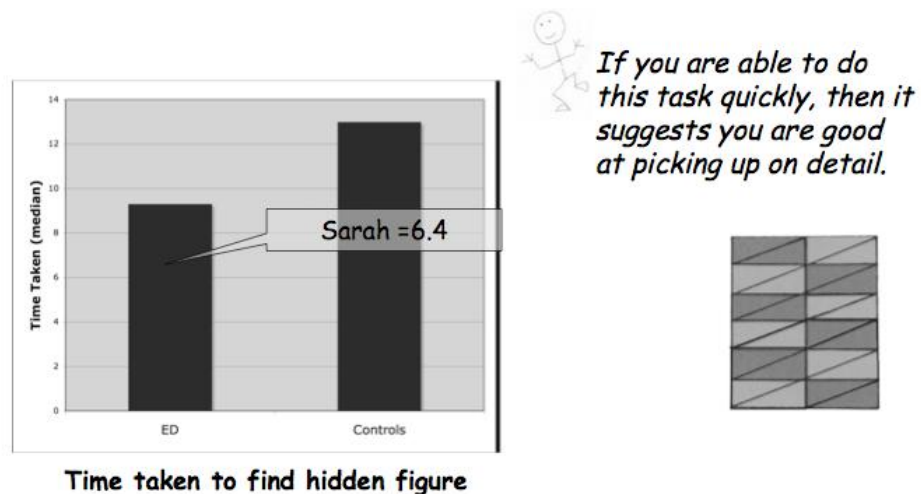 If you are able to do
this task quickly, then it
suggests you are good
at picking up on detail.
14
12
10
8
6
4
2
0
Time Taken (median)
Sarah =6.4
ED
Controls
Time taken to find hidden figure